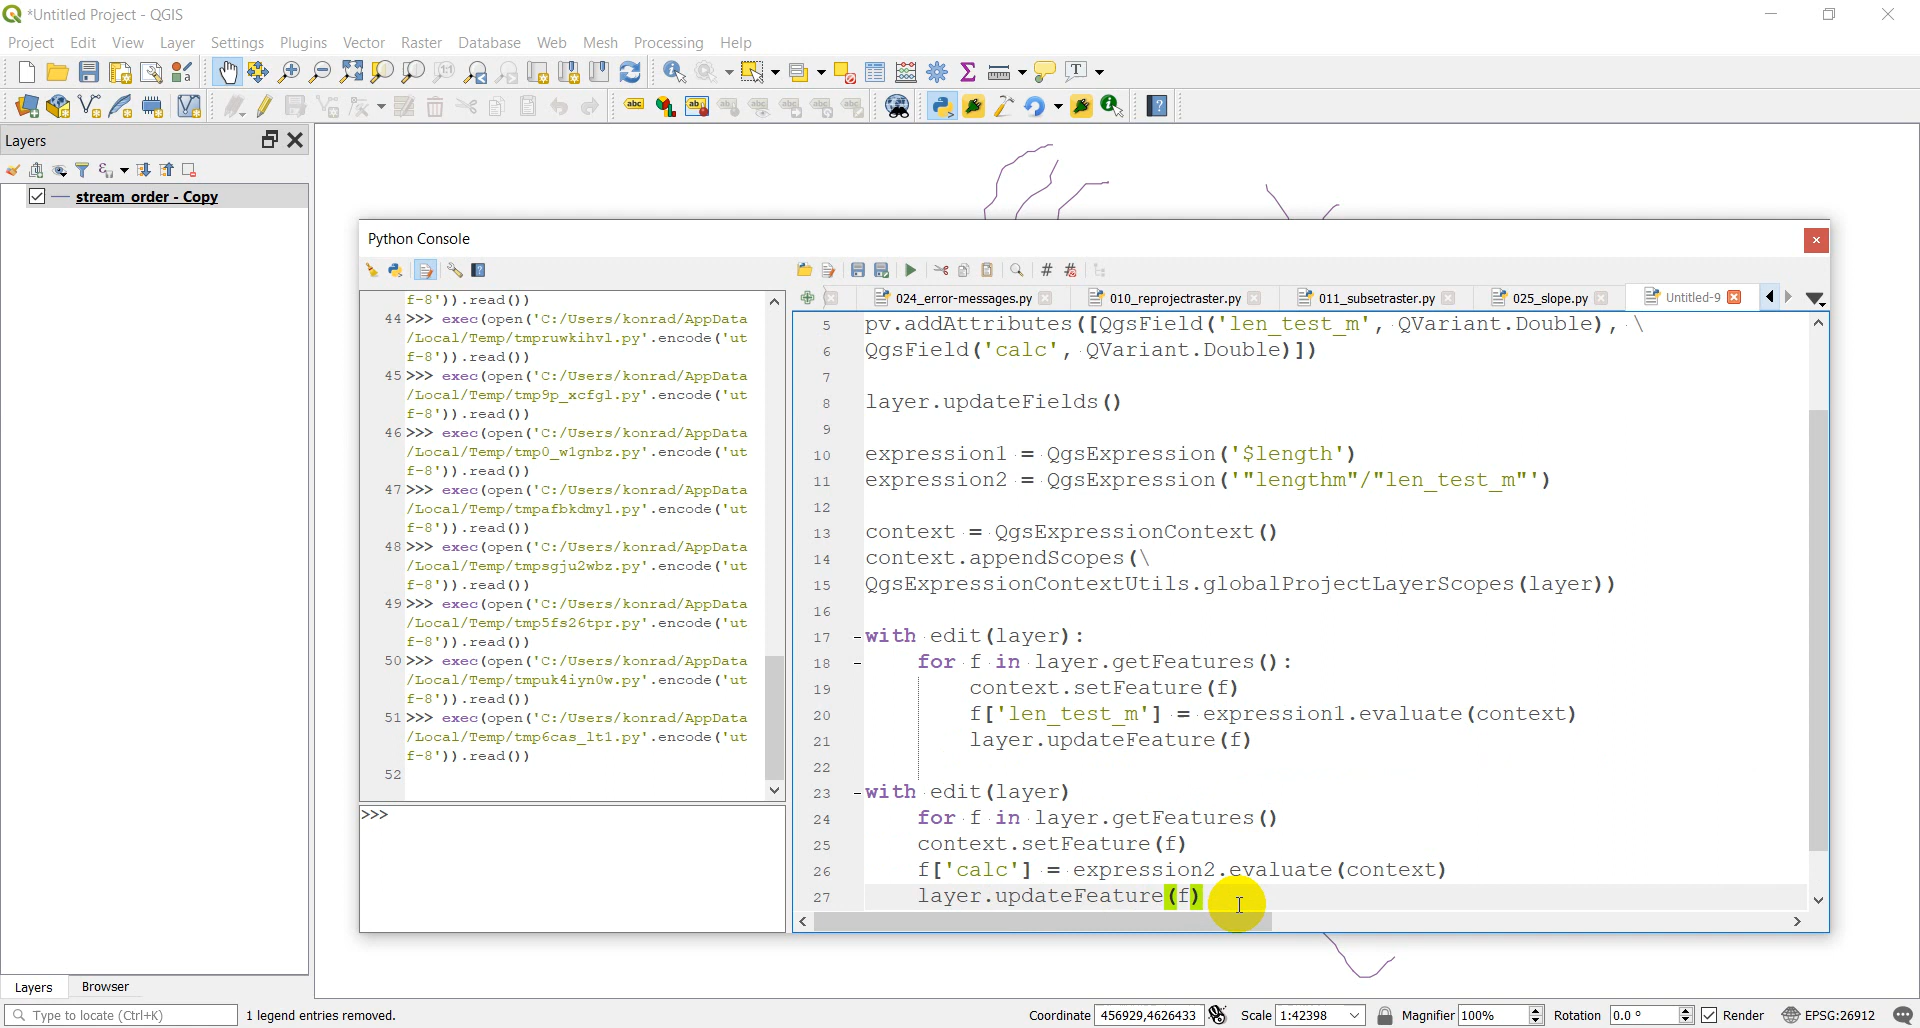 *Untitled Project - QGIS
Project Edit View Layer Settings Plugins Vector Raster Database Web Mesh Processing Help
Layers
stream order - Copy
Python Console
024_error-messages.py 010_reprojectraster.py 011_subsetraster.py 025_slope.py Untitled-9
f-8')).read())
44 >>> exec(open('C:/Users/konrad/AppData
/Local/Temp/tmpruwkihvl.py'.encode('ut
f-8')).read())
45 >>> exec(open('C:/Users/konrad/AppData
/Local/Temp/tmp9p_xcfgl.py'.encode('ut
f-8')).read())
46 >>> exec(open('C:/Users/konrad/AppData
/Local/Temp/tmp0_w1gnbz.py'.encode('ut
f-8')).read())
47 >>> exec(open('C:/Users/konrad/AppData
/Local/Temp/tmpafbkdmyl.py'.encode('ut
f-8')).read())
48 >>> exec(open('C:/Users/konrad/AppData
/Local/Temp/tmpsgju2wbz.py'.encode('ut
f-8')).read())
49 >>> exec(open('C:/Users/konrad/AppData
/Local/Temp/tmp5fs26tpr.py'.encode('ut
f-8')).read())
50 >>> exec(open('C:/Users/konrad/AppData
/Local/Temp/tmpuk4iyn0w.py'.encode('ut
f-8')).read())
51 >>> exec(open('C:/Users/konrad/AppData
/Local/Temp/tmp6cas_lt1.py'.encode('ut
f-8')).read())
52
>>>
5 pv.addAttributes([QgsField('len_test_m', QVariant.Double), \
6 QgsField('calc', QVariant.Double)])
7
8 layer.updateFields()
9
10 expression1 = QgsExpression('$length')
11 expression2 = QgsExpression('"lengthm"/"len_test_m"')
12
13 context = QgsExpressionContext()
14 context.appendScopes(\
15 QgsExpressionContextUtils.globalProjectLayerScopes(layer))
16
17 with edit(layer):
18 for f in layer.getFeatures():
19 context.setFeature(f)
20 f['len_test_m'] = expression1.evaluate(context)
21 layer.updateFeature(f)
22
23 with edit(layer)
24 for f in layer.getFeatures()
25 context.setFeature(f)
26 f['calc'] = expression2.evaluate(context)
27 layer.updateFeature(f)
Layers Browser
Type to locate (Ctrl+K) 1 legend entries removed. Coordinate 456929,4626433 Scale 1:42398 Magnifier 100% Rotation 0.0 ° Render EPSG:26912